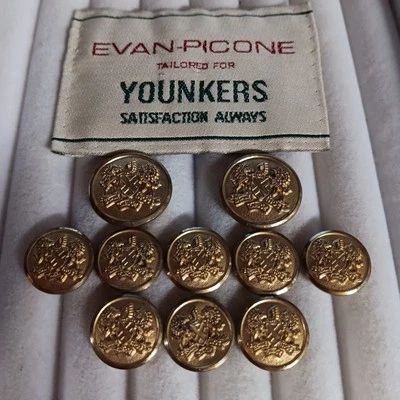 EVAN-PICONE
TAILORED FOR
YOUNKERS
SATISFACTION ALWAYS